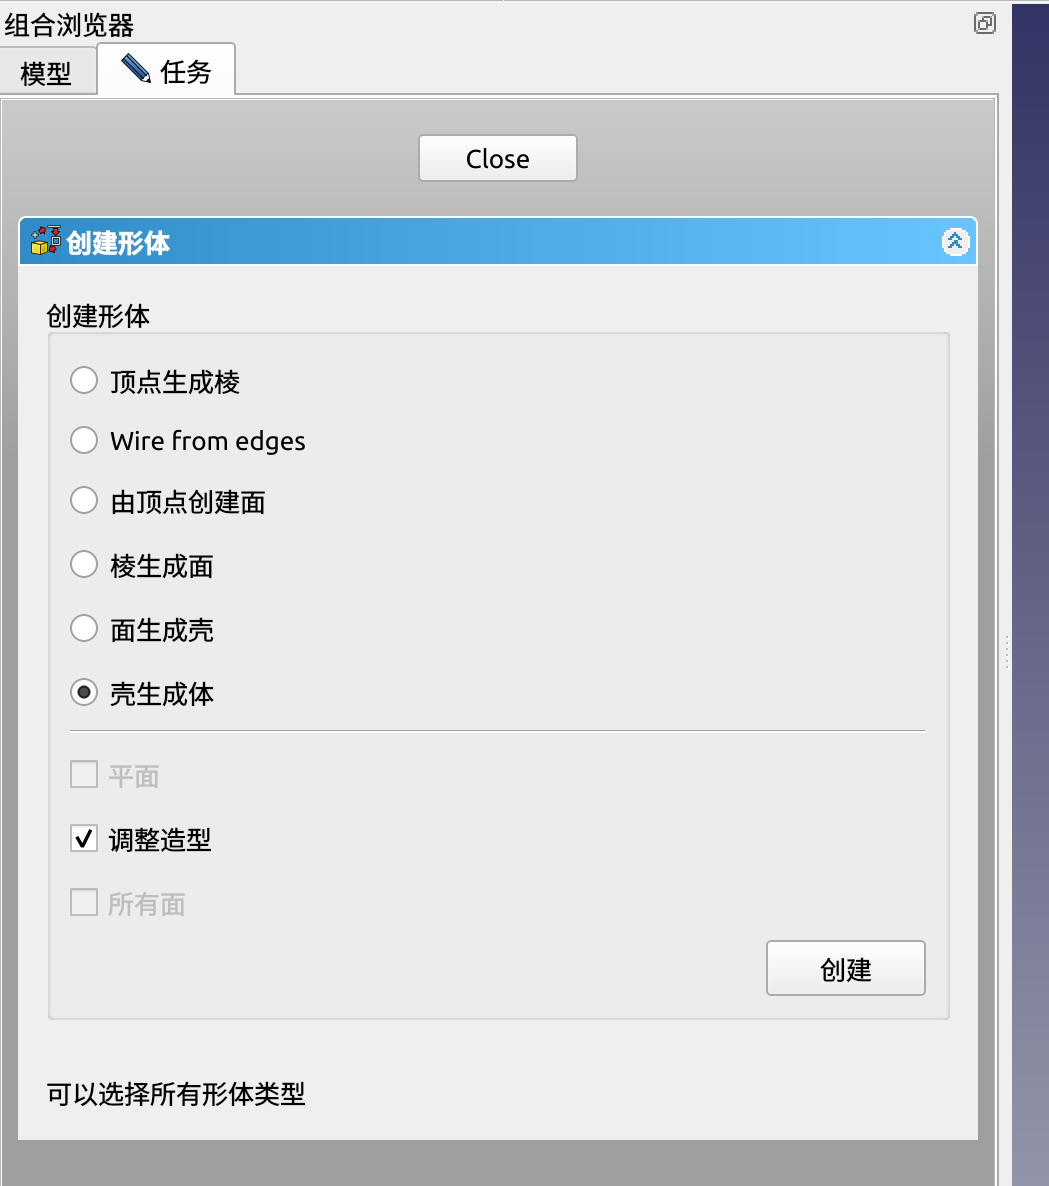 组合浏览器
模型
任务
Close
创建形体
创建形体
顶点生成棱
Wire from edges
由顶点创建面
棱生成面
面生成壳
壳生成体
平面
调整造型
所有面
创建
可以选择所有形体类型